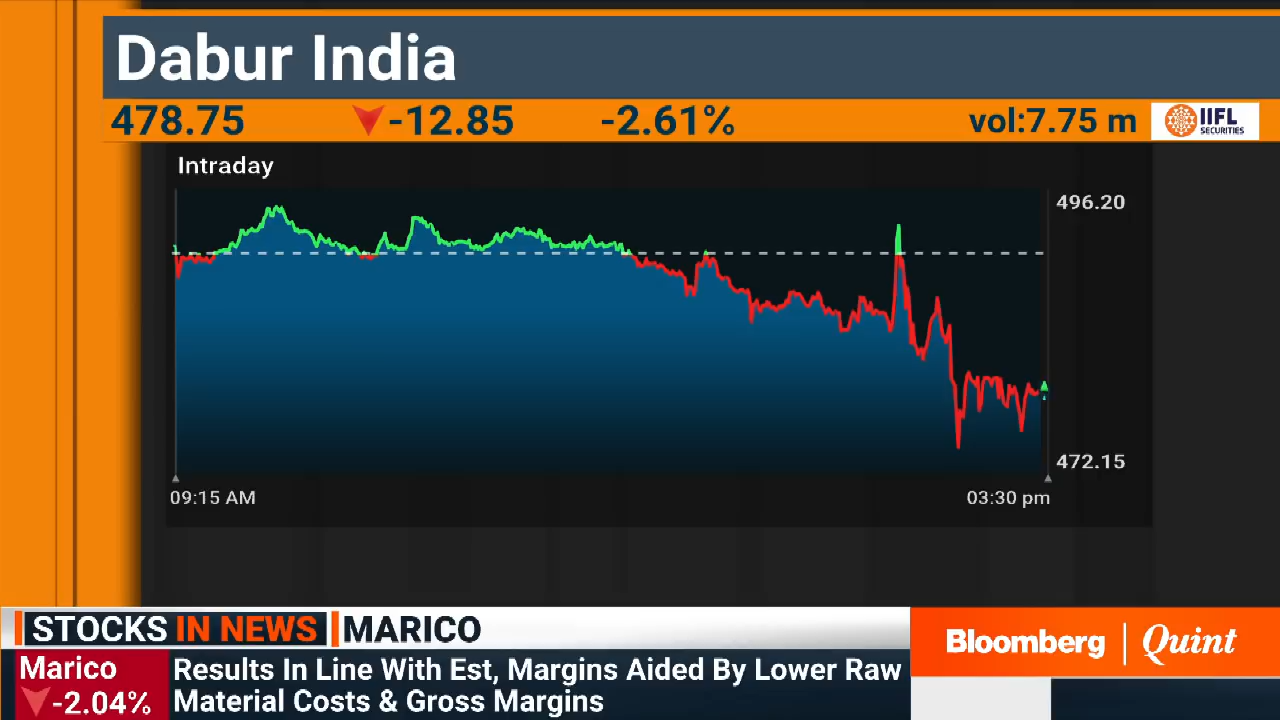 Dabur India
478.75 -12.85 -2.61% vol:7.75 m IIFL SECURITIES
Intraday
496.20
472.15
09:15 AM 03:30 pm
STOCKS IN NEWS MARICO
Bloomberg Quint
Marico
-2.04%
Results In Line With Est, Margins Aided By Lower Raw
Material Costs & Gross Margins